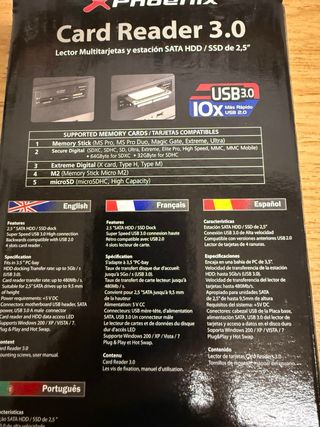 PHOENIX
Card Reader 3.0
Lector Multitarjetas y estación SATA HDD / SSD de 2,5"
USB 3.0
10x Más Rápido USB 2.0
SUPPORTED MEMORY CARDS / TARJETAS COMPATIBLES
1 Memory Stick (MS Pro, MS Pro Duo, Magic Gate, Extreme, Ultra)
2 Secure Digital (SDXC, SDHC, SD, Ultra, Extreme, Elite Pro, High Speed, MMC, MMC Mobile)
• 64GByte for SDXC • 32GByte for SDHC
3 Extreme Digital (X card, Type H, Type M)
4 M2 (Memory Stick Micro M2)
5 microSD (microSDHC, High Capacity)
English
Features
2.5 "SATA HDD / SSD Dock
Super Speed USB 3.0 High connection
Backwards compatible with USB 2.0
4 slots card reader.
Specification
Fits in 3.5 "PC-bay
HDD docking Transfer rate: up to 5Gb / s (USB 3.0)
Card reader transfer rate up to 480Mb / s.
Suitable for 2,5 "SATA drives up to 9.5 mm thick
Power requirements: +5 V DC
Connectors: motherboard USB header, SATA power, USB 3.0 A male connector
Card reader and HDD data access LED
Supports Windows 200 / XP / VISTA / 7
Plug & Play and Hot Swap.
Card Reader 3.0
mounting screws, user manual.
Français
Features
2.5 "SATA HDD / SSD-dock
Super Speed USB 3.0 connexion haute
Rétro compatible avec USB 2.0
4 slots lecteur de carte.
Spécification
S'adapte à 3.5 "PC-bay
Taux de transfert disque dur d'accueil: jusqu'à 5Gs / (USB 3.0).
Taux de transfert du lecteur de carte jusqu'à 480Mb / s.
Convient pour 2,5 "SATA jusqu'à 9,5 mm de la hauteur
Alimentation: 5 V CC
Connecteurs: USB mère-tête, d'alimentation SATA, USB 3.0 Un connecteur mâle
Le lecteur de cartes et de données du disque dur d'accès LED
Supports Windows 200 / XP / VISTA / 7
Plug & Play et Hot Swap.
Contenu
Card Reader 3.0
Les vis de fixation, manuel d'utilisation.
Español
Características
Estación SATA HDD / SSD de 2,5"
Conexión USB 3.0 de Alta velocidad
Compatible con versiones anteriores USB 2.0
Lector de tarjetas de 4 ranuras.
Especificaciones
Encaja en una bahía de PC de 3,5".
Velocidad de transferencia de la estación HDD: hasta 5Gb/s (USB 3.0).
Velocidad de transferencia del lector de tarjetas: hasta 480Mb/s.
Apropiado para unidades SATA de 2,5" de hasta 9,5mm de altura
Requisitos del sistema: +5V DC
Conectores: cabezal USB de la Placa base, alimentación SATA, USB 3.0
LED del lector de tarjetas y acceso a datos en el disco duro
Soporta Windows 200 / XP / VISTA / 7
Plug&Play y Hot Swap.
Contenido
Lector de tarjetas Card Reader 3.0
Português